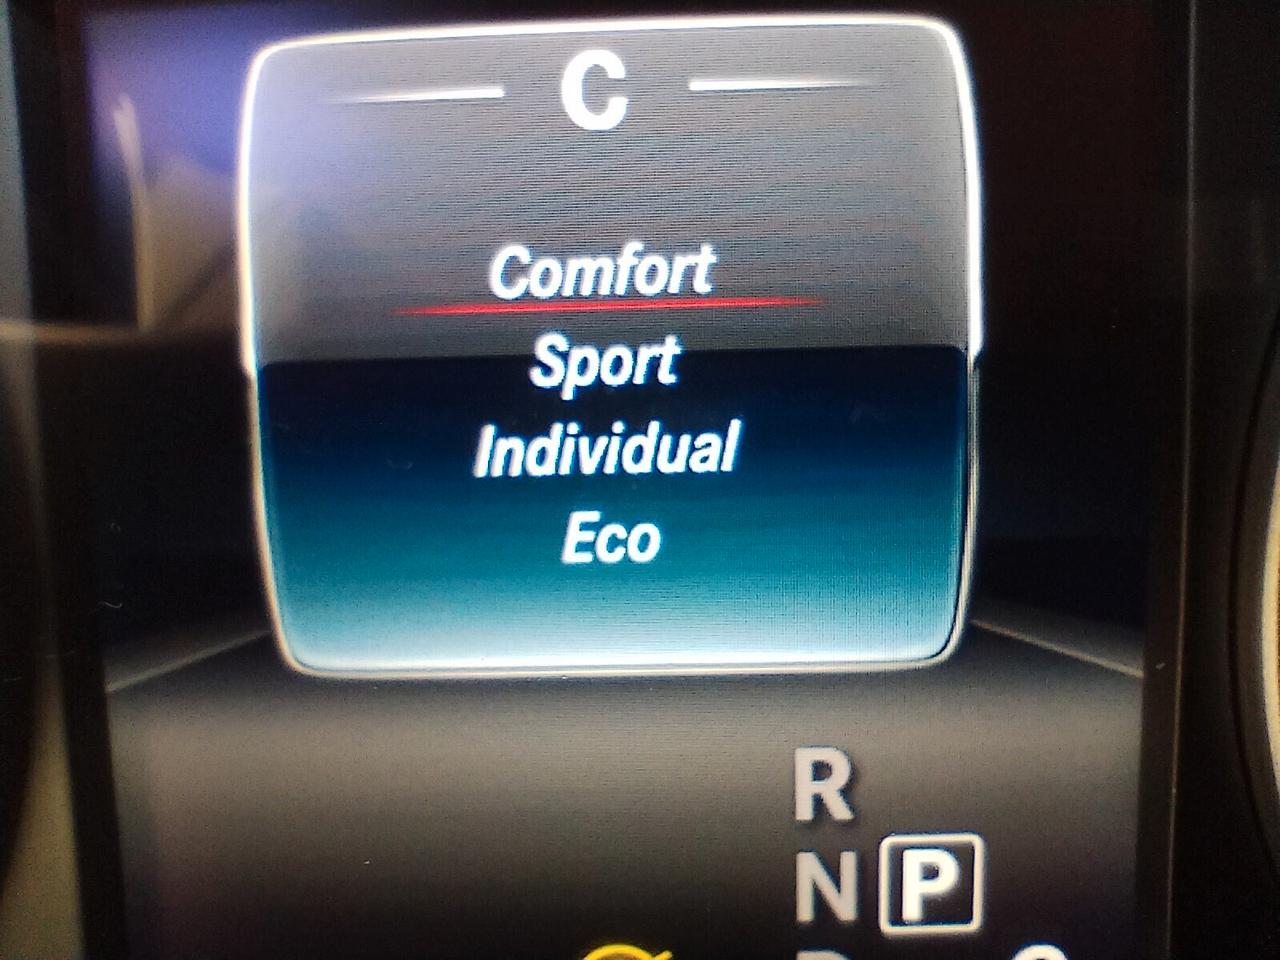 C
Comfort
Sport
Individual
Eco
R
N P